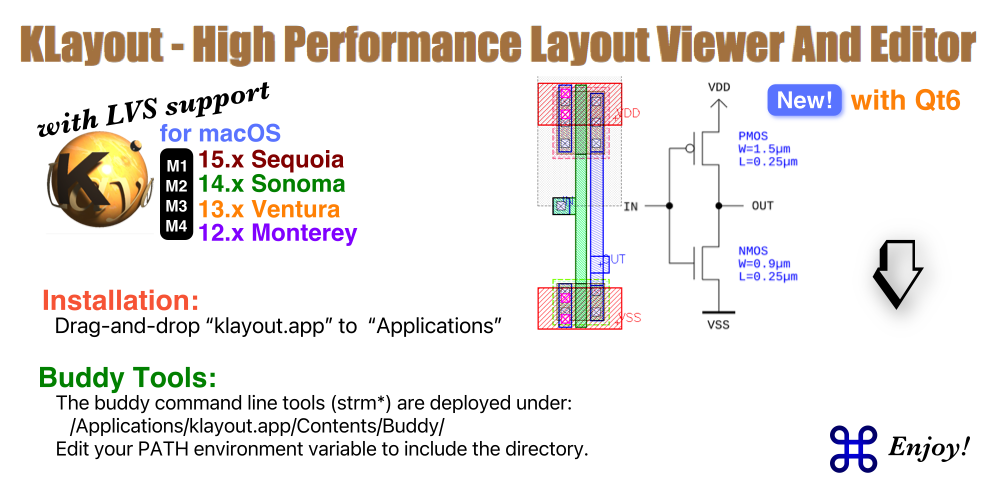 KLayout - High Performance Layout Viewer And Editor
with LVS support
for macOS
M1
M2
M3
M4
15.x Sequoia
14.x Sonoma
13.x Ventura
12.x Monterey
VDD
IN
OUT
VSS
VDD
PMOS
W=1.5µm
L=0.25µm
IN
OUT
NMOS
W=0.9µm
L=0.25µm
VSS
New! with Qt6
Installation:
Drag-and-drop “klayout.app” to “Applications”
Buddy Tools:
The buddy command line tools (strm*) are deployed under:
/Applications/klayout.app/Contents/Buddy/
Edit your PATH environment variable to include the directory.
Enjoy!